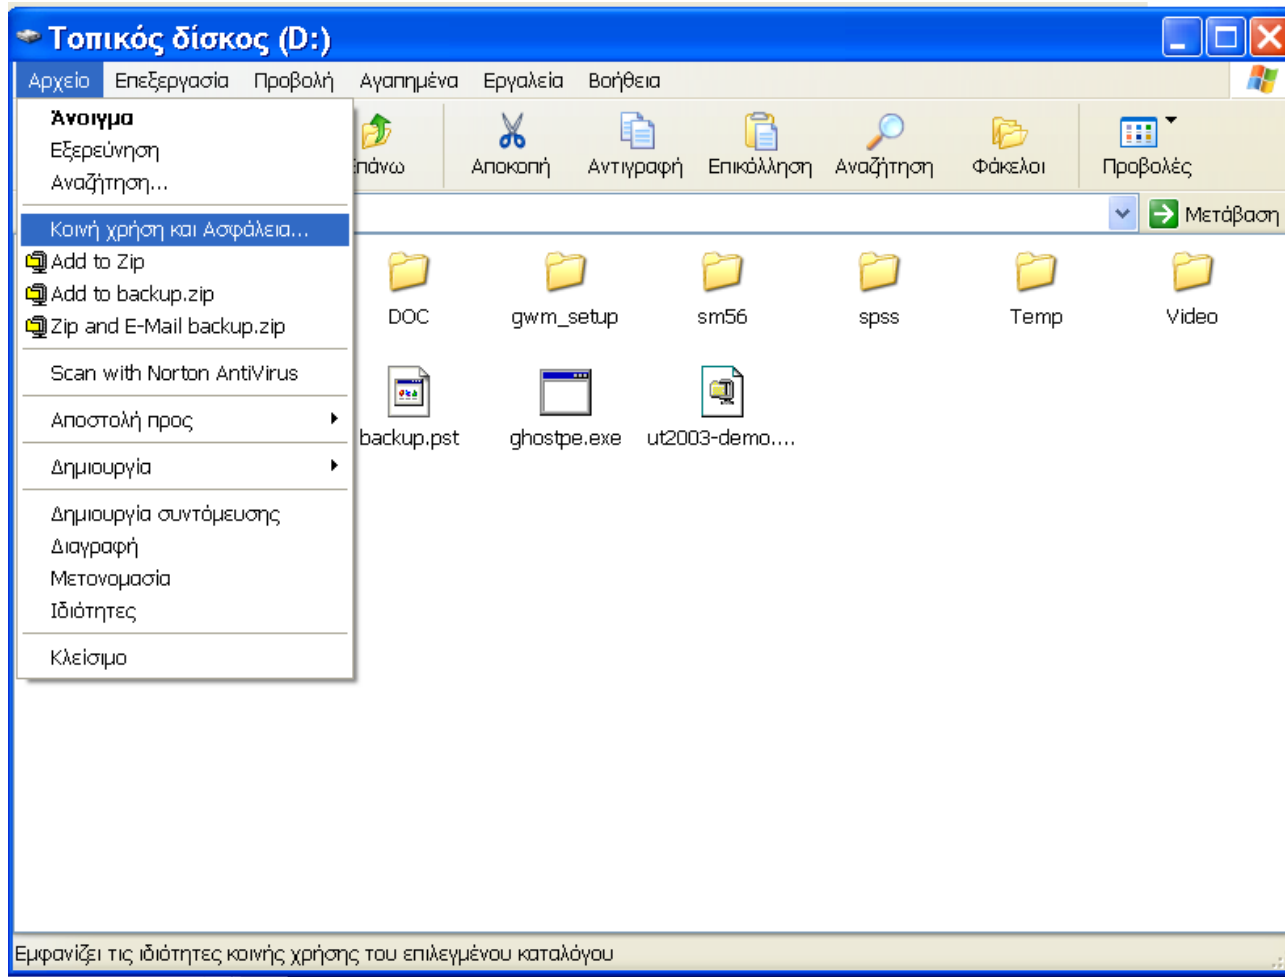 Τοπικός δίσκος (D:)
Αρχείο Επεξεργασία Προβολή Αγαπημένα Εργαλεία Βοήθεια
Άνοιγμα
Εξερεύνηση
Αναζήτηση...
Κοινή χρήση και Ασφάλεια...
Add to Zip
Add to backup.zip
Zip and E-Mail backup.zip
Scan with Norton AntiVirus
Αποστολή προς
Δημιουργία
Δημιουργία συντόμευσης
Διαγραφή
Μετονομασία
Ιδιότητες
Κλείσιμο
πάνω Αποκοπή Αντιγραφή Επικόλληση Αναζήτηση Φάκελοι Προβολές
Μετάβαση
DOC gwm_setup sm56 spss Temp Video
backup.pst ghostpe.exe ut2003-demo....
Εμφανίζει τις ιδιότητες κοινής χρήσης του επιλεγμένου καταλόγου